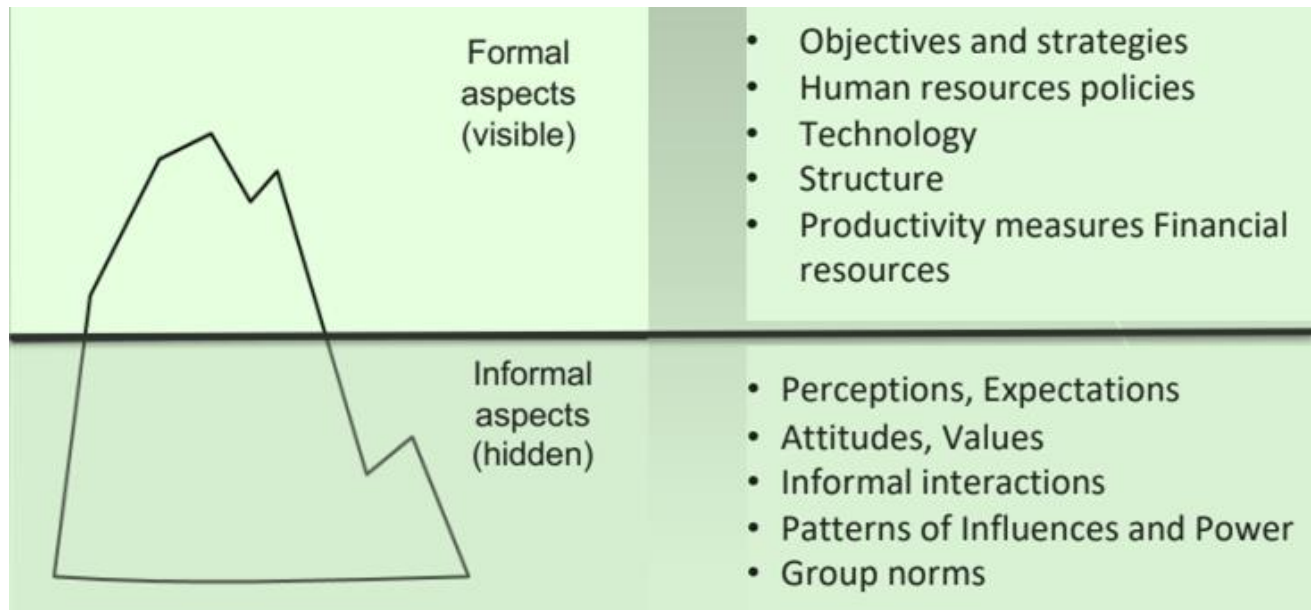 Formal
aspects
(visible)
• Objectives and strategies
• Human resources policies
• Technology
• Structure
• Productivity measures Financial
resources
Informal
aspects
(hidden)
• Perceptions, Expectations
• Attitudes, Values
• Informal interactions
• Patterns of Influences and Power
• Group norms